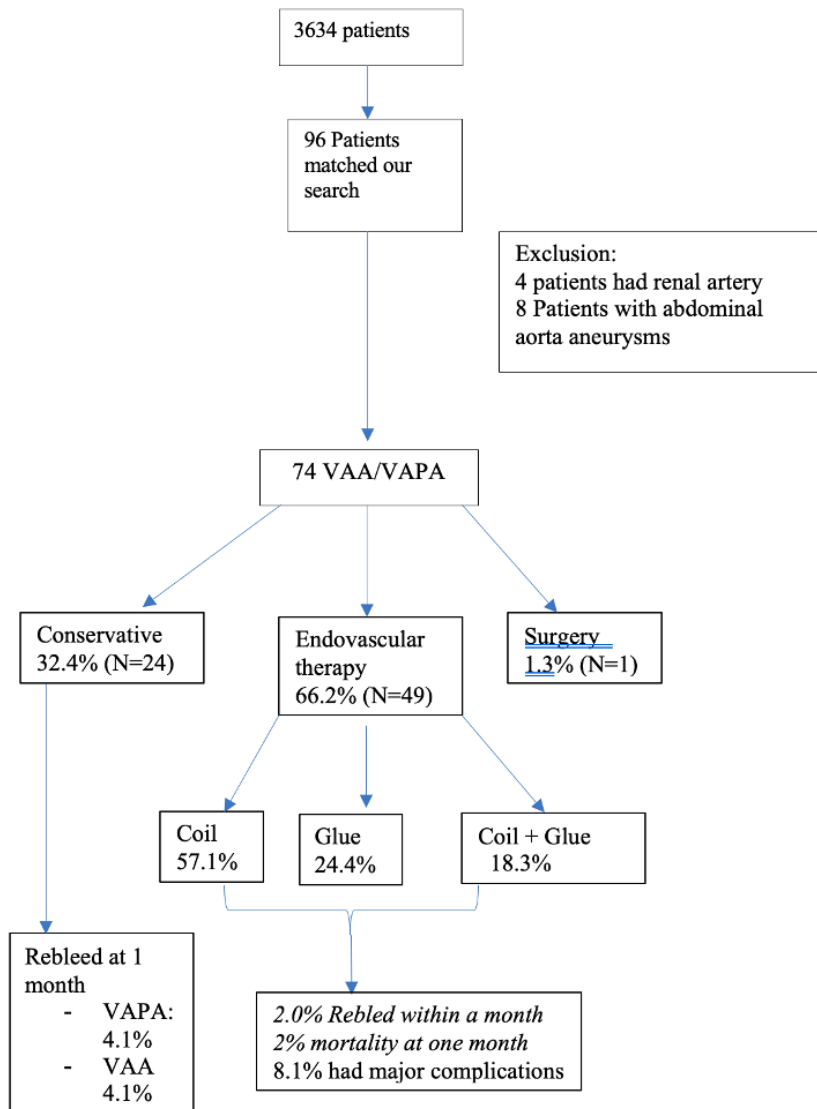 3634 patients
96 Patients
matched our
search
Exclusion:
4 patients had renal artery
8 Patients with abdominal
aorta aneurysms
74 VAA/VAPA
Conservative
32.4% (N=24)
Endovascular
therapy
66.2% (N=49)
Surgery
1.3% (N=1)
Coil
57.1%
Glue
24.4%
Coil + Glue
18.3%
Rebleed at 1
month
- VAPA:
4.1%
- VAA
4.1%
2.0% Rebled within a month
2% mortality at one month
8.1% had major complications